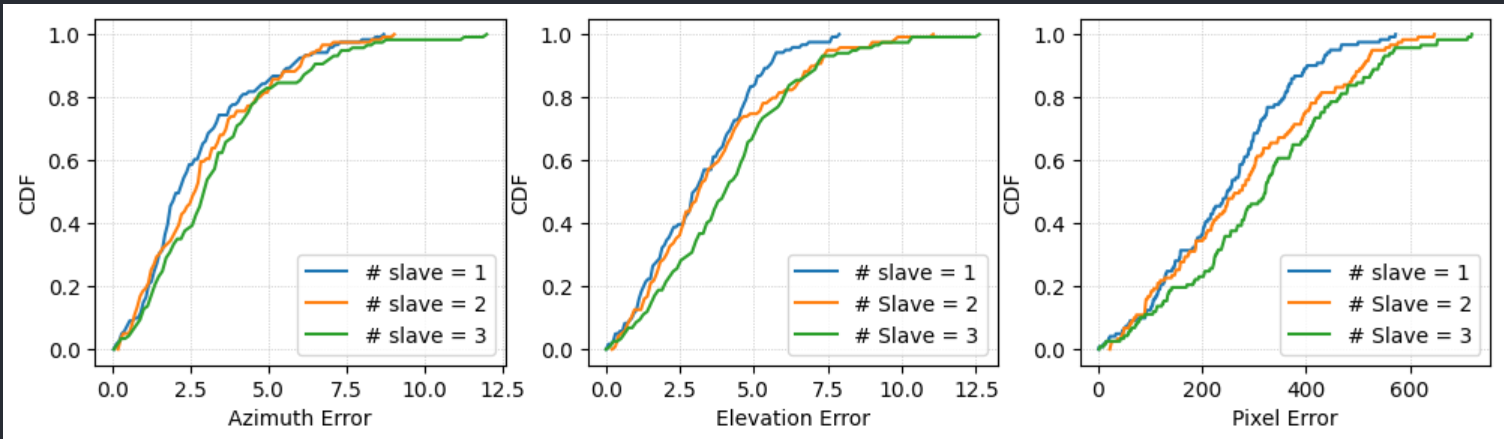 CDF
1.0
0.8
0.6
0.4
0.2
0.0
# slave = 1
# slave = 2
# slave = 3
0.0 2.5 5.0 7.5 10.0 12.5
Azimuth Error
CDF
1.0
0.8
0.6
0.4
0.2
0.0
# slave = 1
# Slave = 2
# Slave = 3
0.0 2.5 5.0 7.5 10.0 12.5
Elevation Error
CDF
1.0
0.8
0.6
0.4
0.2
0.0
# slave = 1
# Slave = 2
# Slave = 3
0 200 400 600
Pixel Error